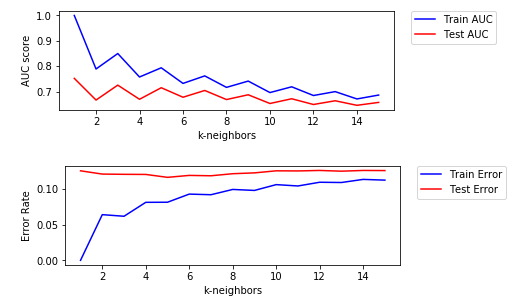 1.0
0.9
0.8
0.7
AUC score
2 4 6 8 10 12 14
k-neighbors
Train AUC
Test AUC
0.10
0.05
0.00
Error Rate
2 4 6 8 10 12 14
k-neighbors
Train Error
Test Error